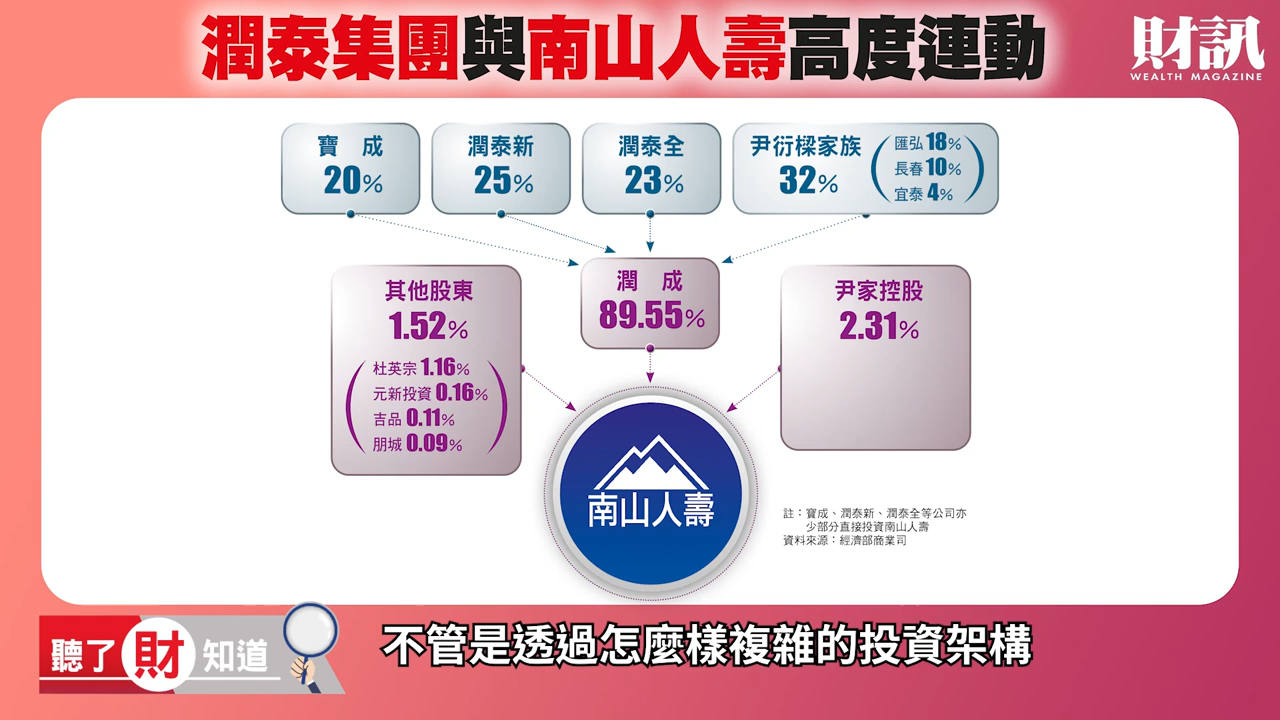 潤泰集團與南山人壽高度連動
財訊
WEALTH MAGAZINE
寶 成
20%
潤泰新
25%
潤泰全
23%
尹衍樑家族
32%
匯弘 18%
長春 10%
宜泰 4%
其他股東
1.52%
杜英宗 1.16%
元新投資 0.16%
吉品 0.11%
朋城 0.09%
潤 成
89.55%
尹家控股
2.31%
南山人壽
註：寶成、潤泰新、潤泰全等公司亦
少部分直接投資南山人壽
資料來源：經濟部商業司
聽了財知道
不管是透過怎麼樣複雜的投資架構